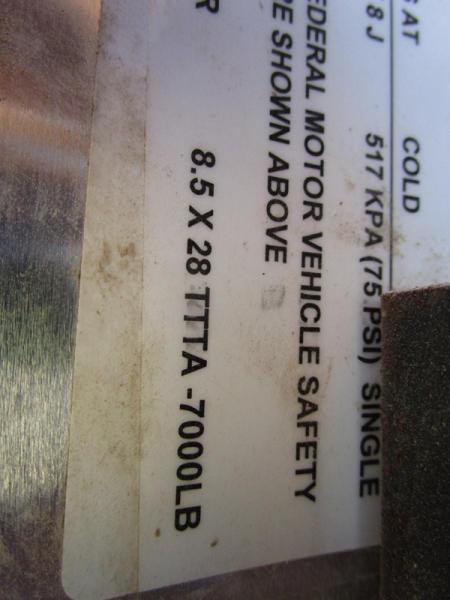 AT COLD
8 J 517 KPA (75 PSI) SINGLE
EDERAL MOTOR VEHICLE SAFETY
E SHOWN ABOVE
R 8.5 X 28 TTTA -7000LB